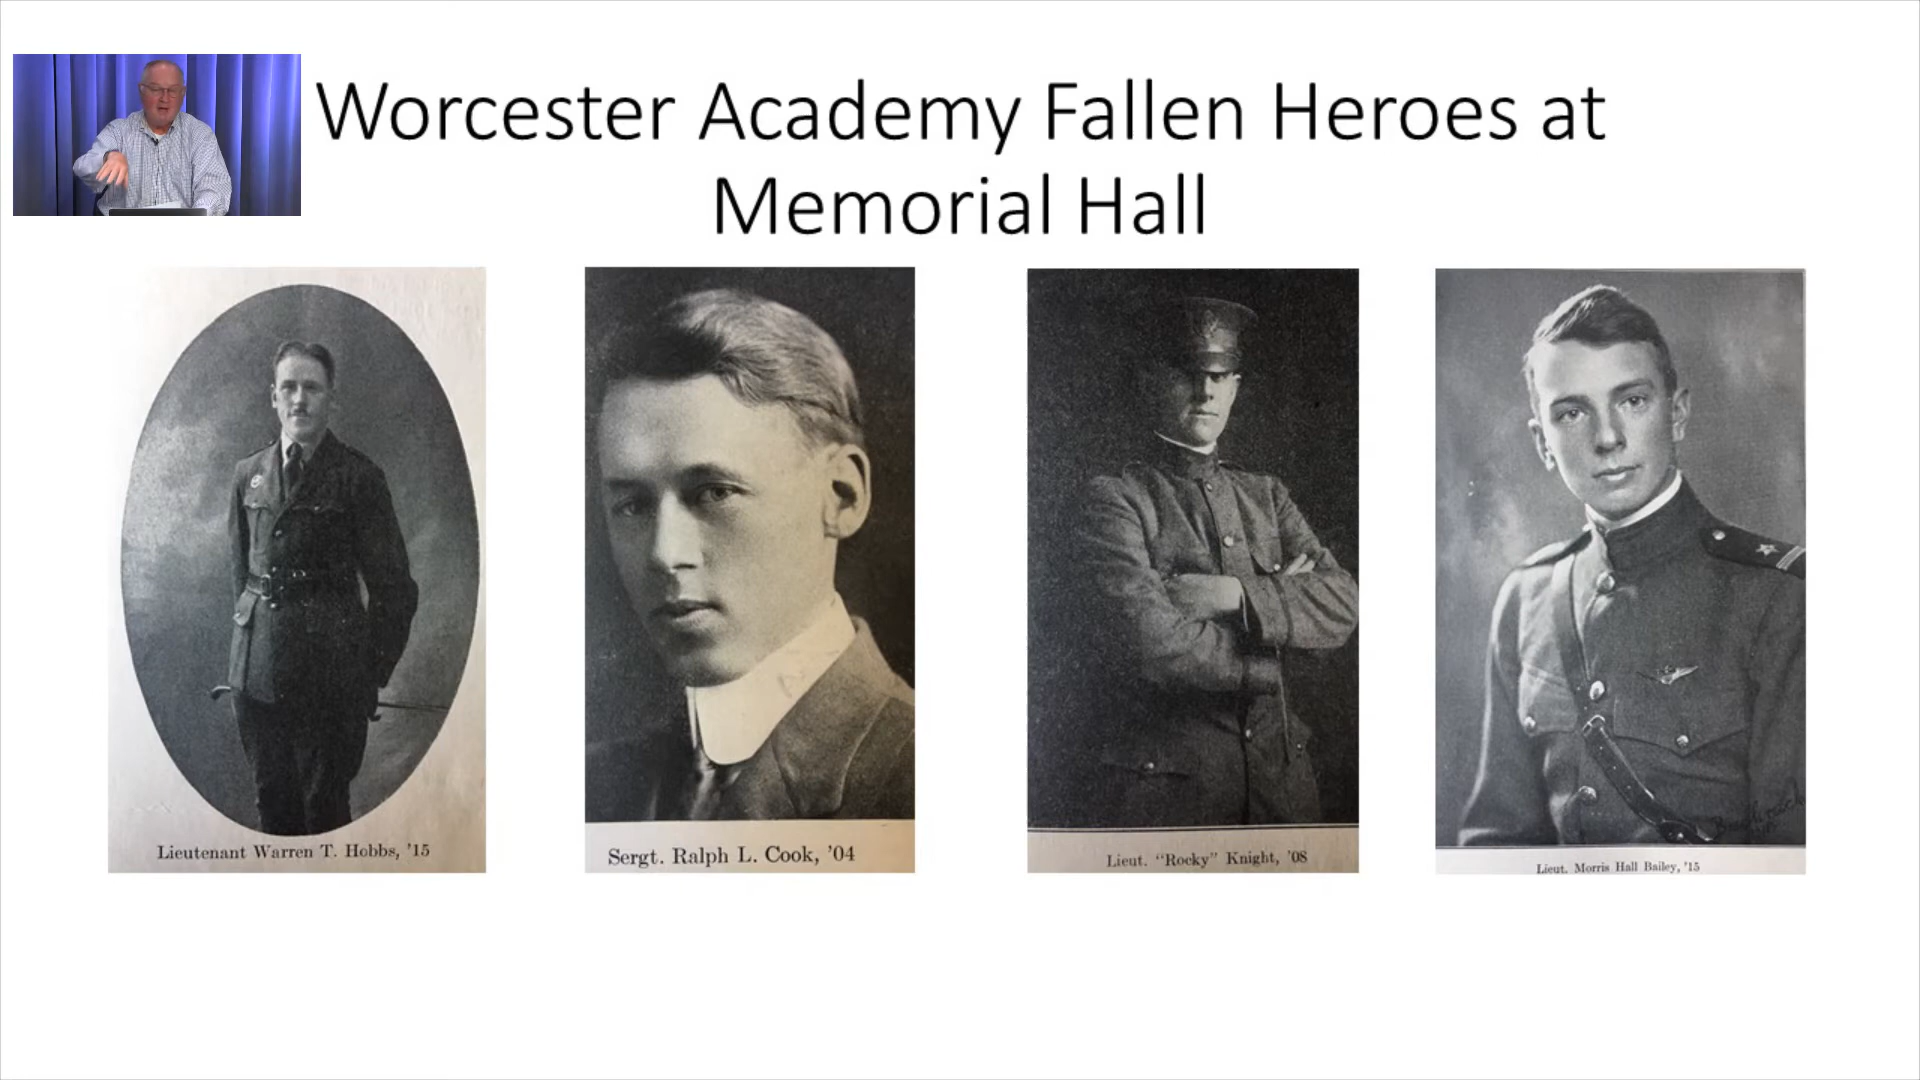 Worcester Academy Fallen Heroes at
Memorial Hall
Lieutenant Warren T. Hobbs, '15
Sergt. Ralph L. Cook, '04
Lieut. "Rocky" Knight, '08
Lieut. Morris Hall Bailey, '15